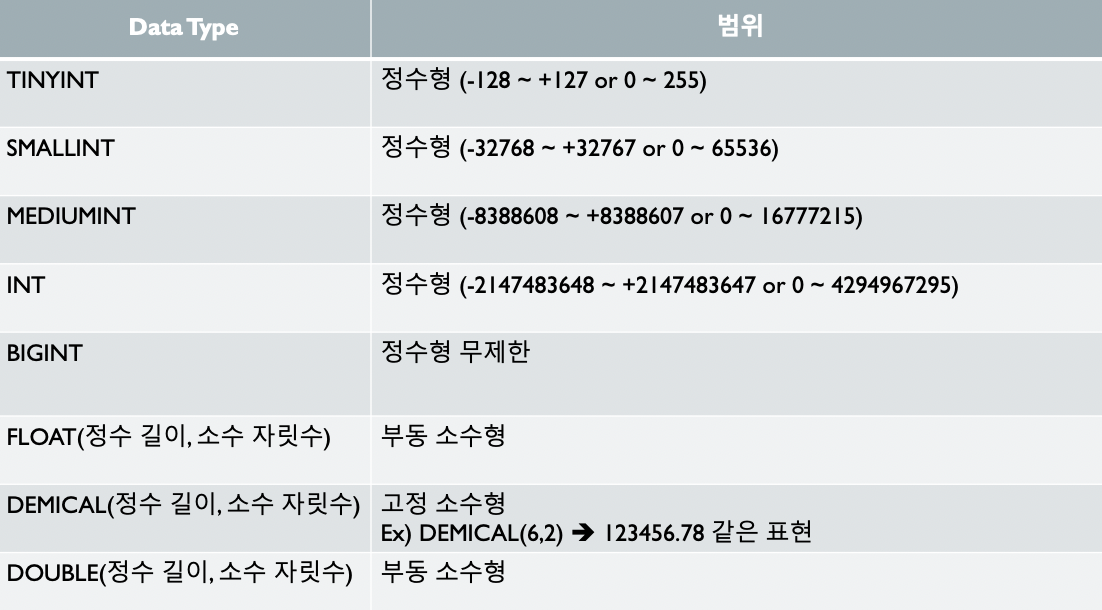 Data Type 범위
TINYINT 정수형 (-128 ~ +127 or 0 ~ 255)
SMALLINT 정수형 (-32768 ~ +32767 or 0 ~ 65536)
MEDIUMINT 정수형 (-8388608 ~ +8388607 or 0 ~ 16777215)
INT 정수형 (-2147483648 ~ +2147483647 or 0 ~ 4294967295)
BIGINT 정수형 무제한
FLOAT(정수 길이, 소수 자릿수) 부동 소수형
DEMICAL(정수 길이, 소수 자릿수) 고정 소수형
Ex) DEMICAL(6,2) ➔ 123456.78 같은 표현
DOUBLE(정수 길이, 소수 자릿수) 부동 소수형